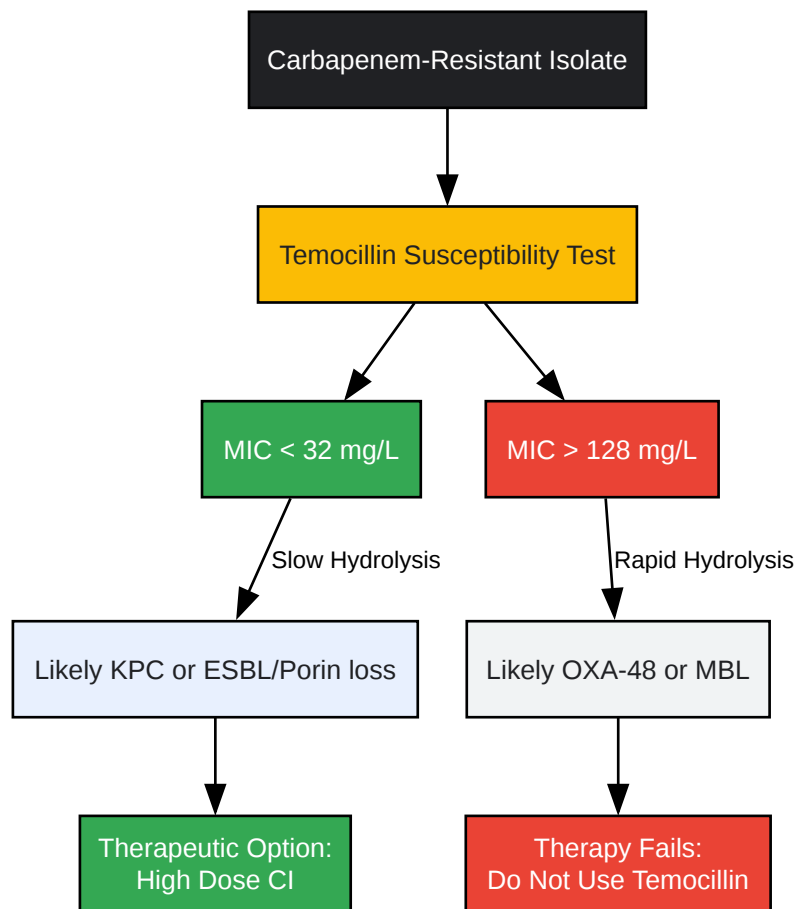 Carbapenem-Resistant Isolate
Temocillin Susceptibility Test
MIC < 32 mg/L
MIC > 128 mg/L
Slow Hydrolysis
Rapid Hydrolysis
Likely KPC or ESBL/Porin loss
Likely OXA-48 or MBL
Therapeutic Option:
High Dose CI
Therapy Fails:
Do Not Use Temocillin